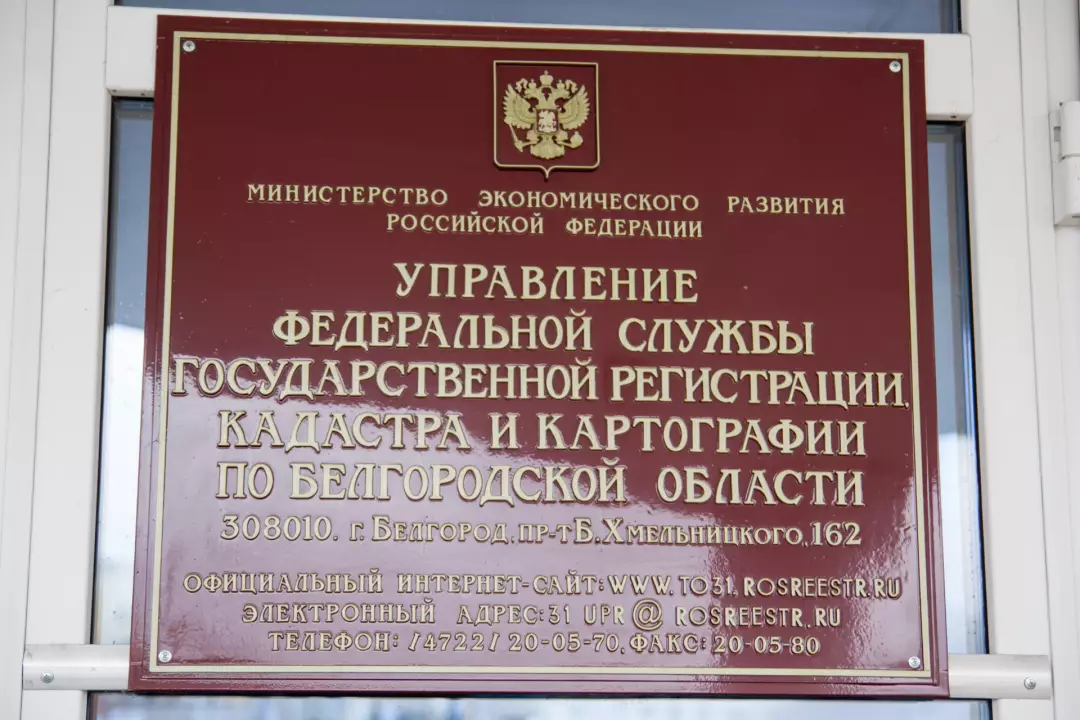 МИНИСТЕРСТВО ЭКОНОМИЧЕСКОГО РАЗВИТИЯ
РОССИЙСКОЙ ФЕДЕРАЦИИ
УПРАВЛЕНИЕ
ФЕДЕРАЛЬНОЙ СЛУЖБЫ
ГОСУДАРСТВЕННОЙ РЕГИСТРАЦИИ,
КАДАСТРА И КАРТОГРАФИИ
ПО БЕЛГОРОДСКОЙ ОБЛАСТИ
308010, г. БЕЛГОРОД, ПР-Т Б. ХМЕЛЬНИЦКОГО, 162
ОФИЦИАЛЬНЫЙ ИНТЕРНЕТ-САЙТ: WWW.TO31.ROSREESTR.RU
ЭЛЕКТРОННЫЙ АДРЕС: 31 UPR@ROSREESTR.RU
ТЕЛЕФОН: /4722/ 20-05-70, ФАКС: 20-05-80